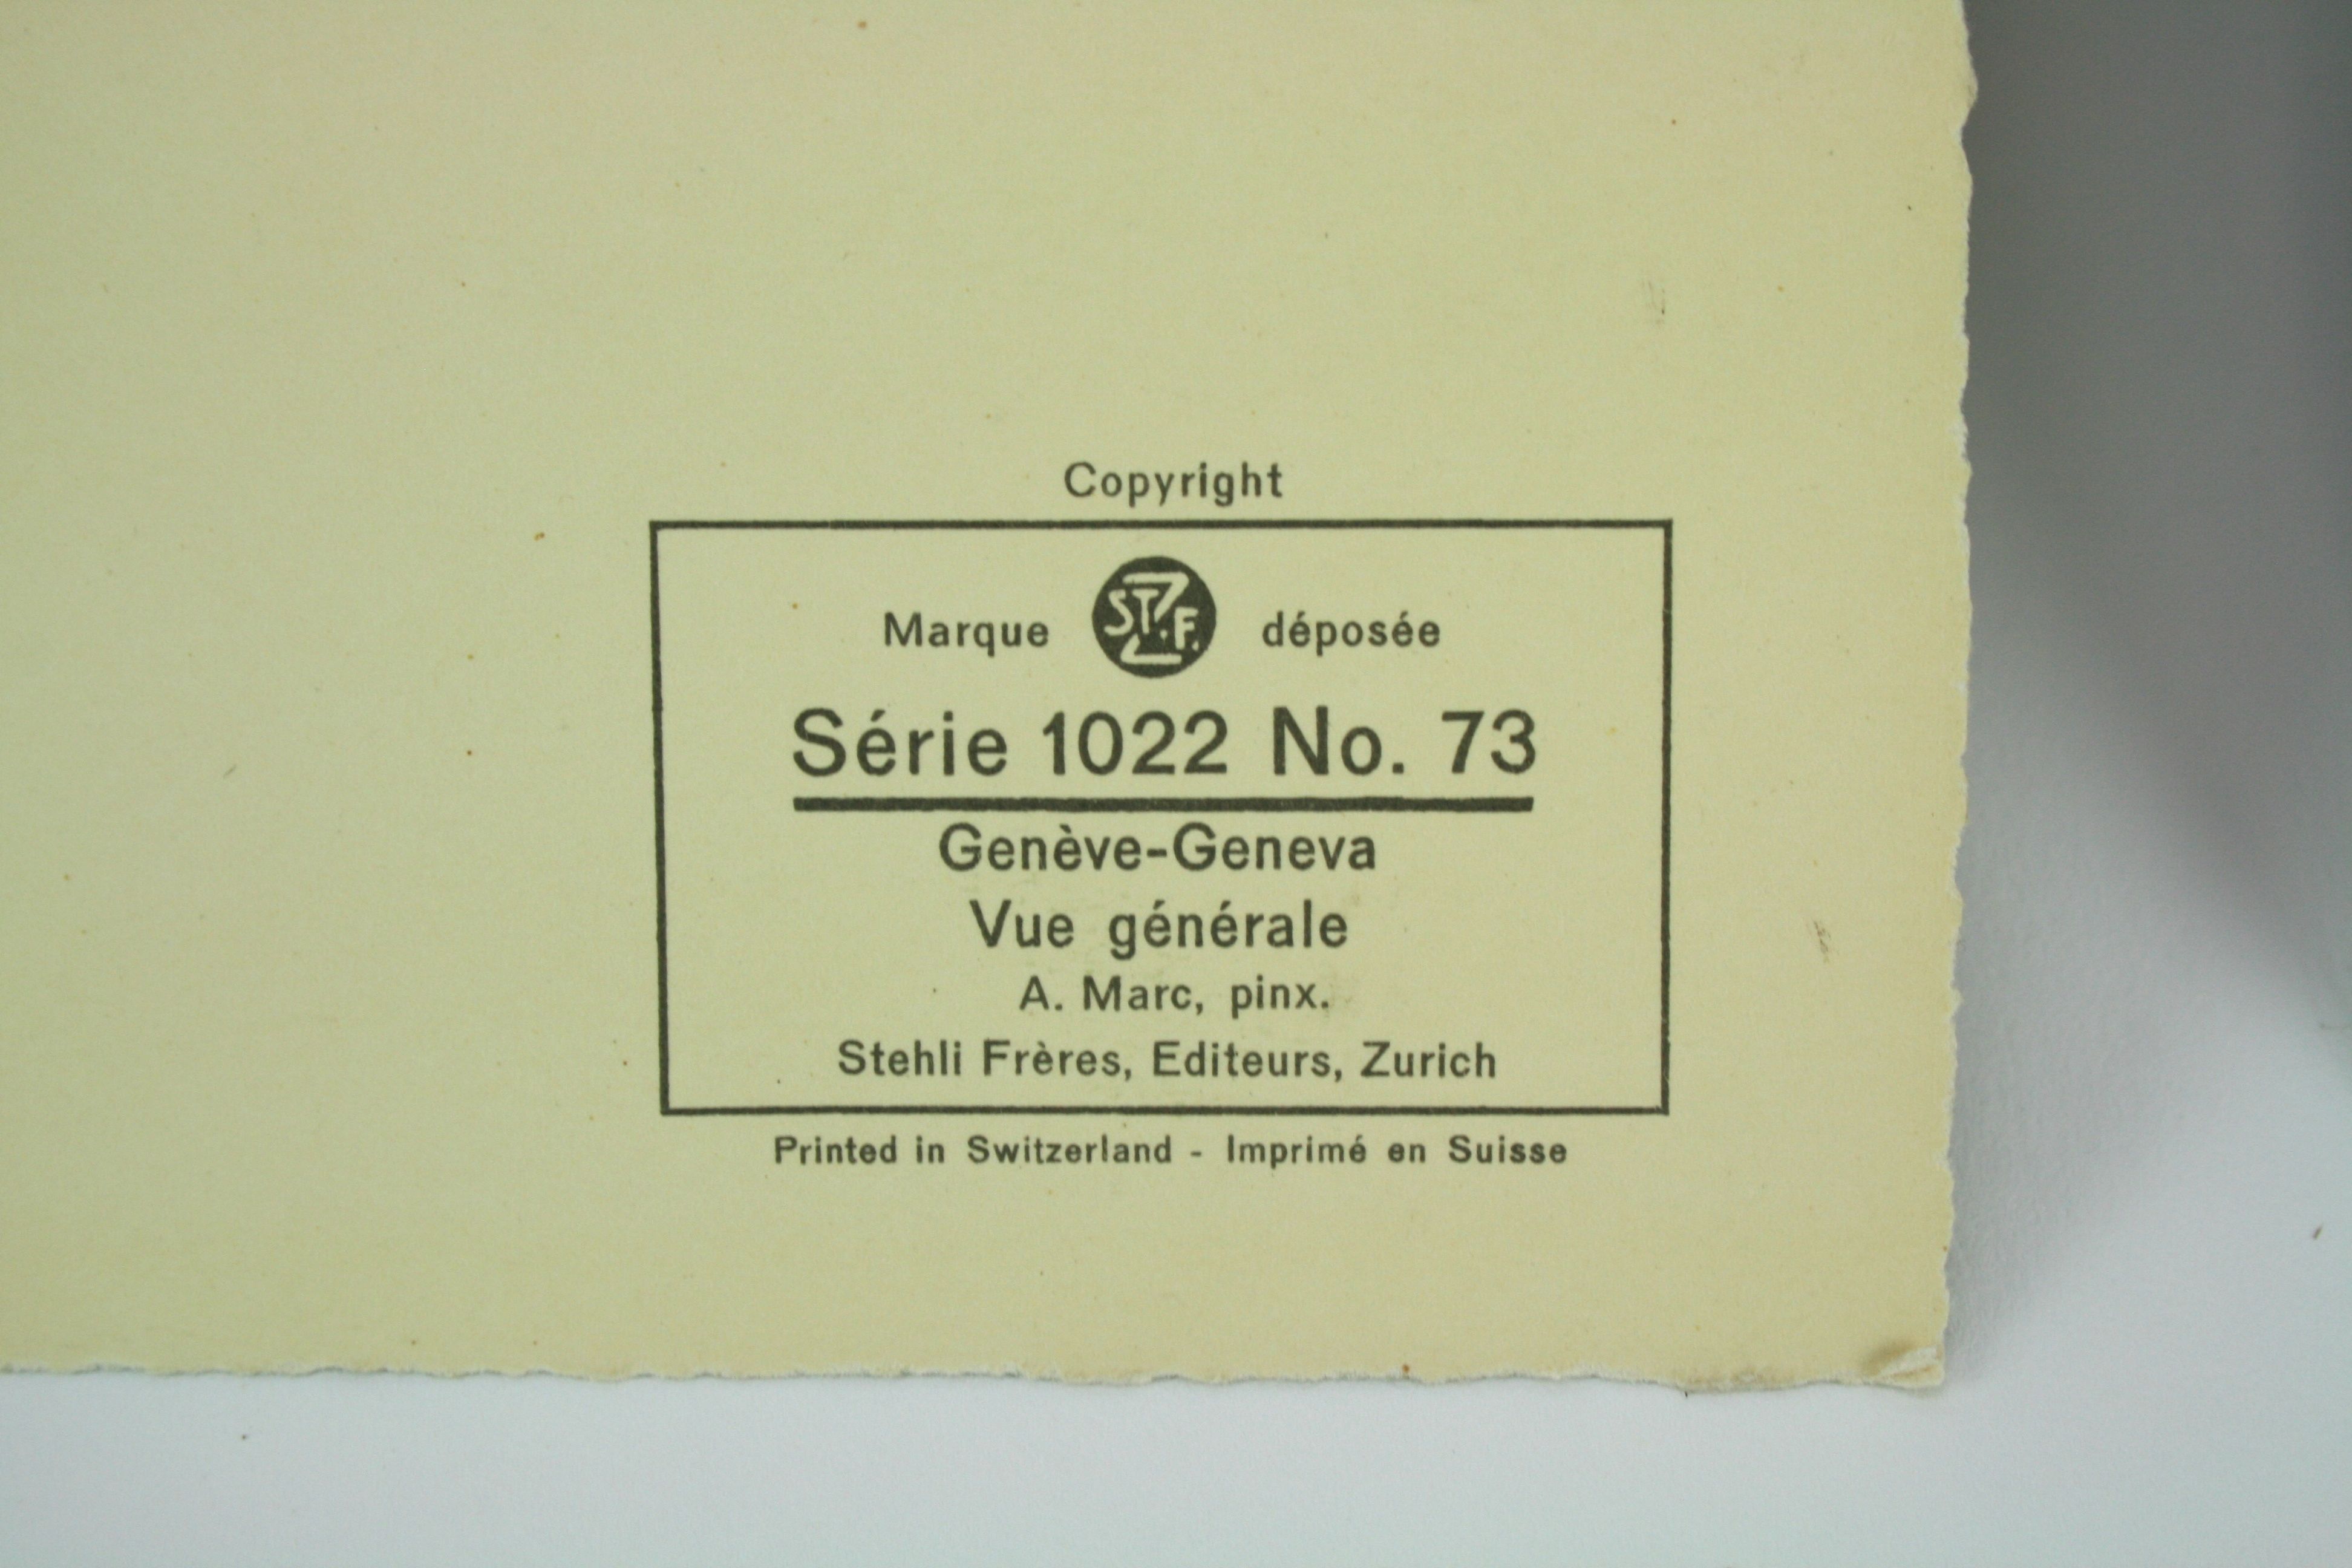 Copyright
Marque ST.Z.F. déposée
Série 1022 No. 73
Genève-Geneva
Vue générale
A. Marc, pinx.
Stehli Frères, Editeurs, Zurich
Printed in Switzerland - Imprimé en Suisse